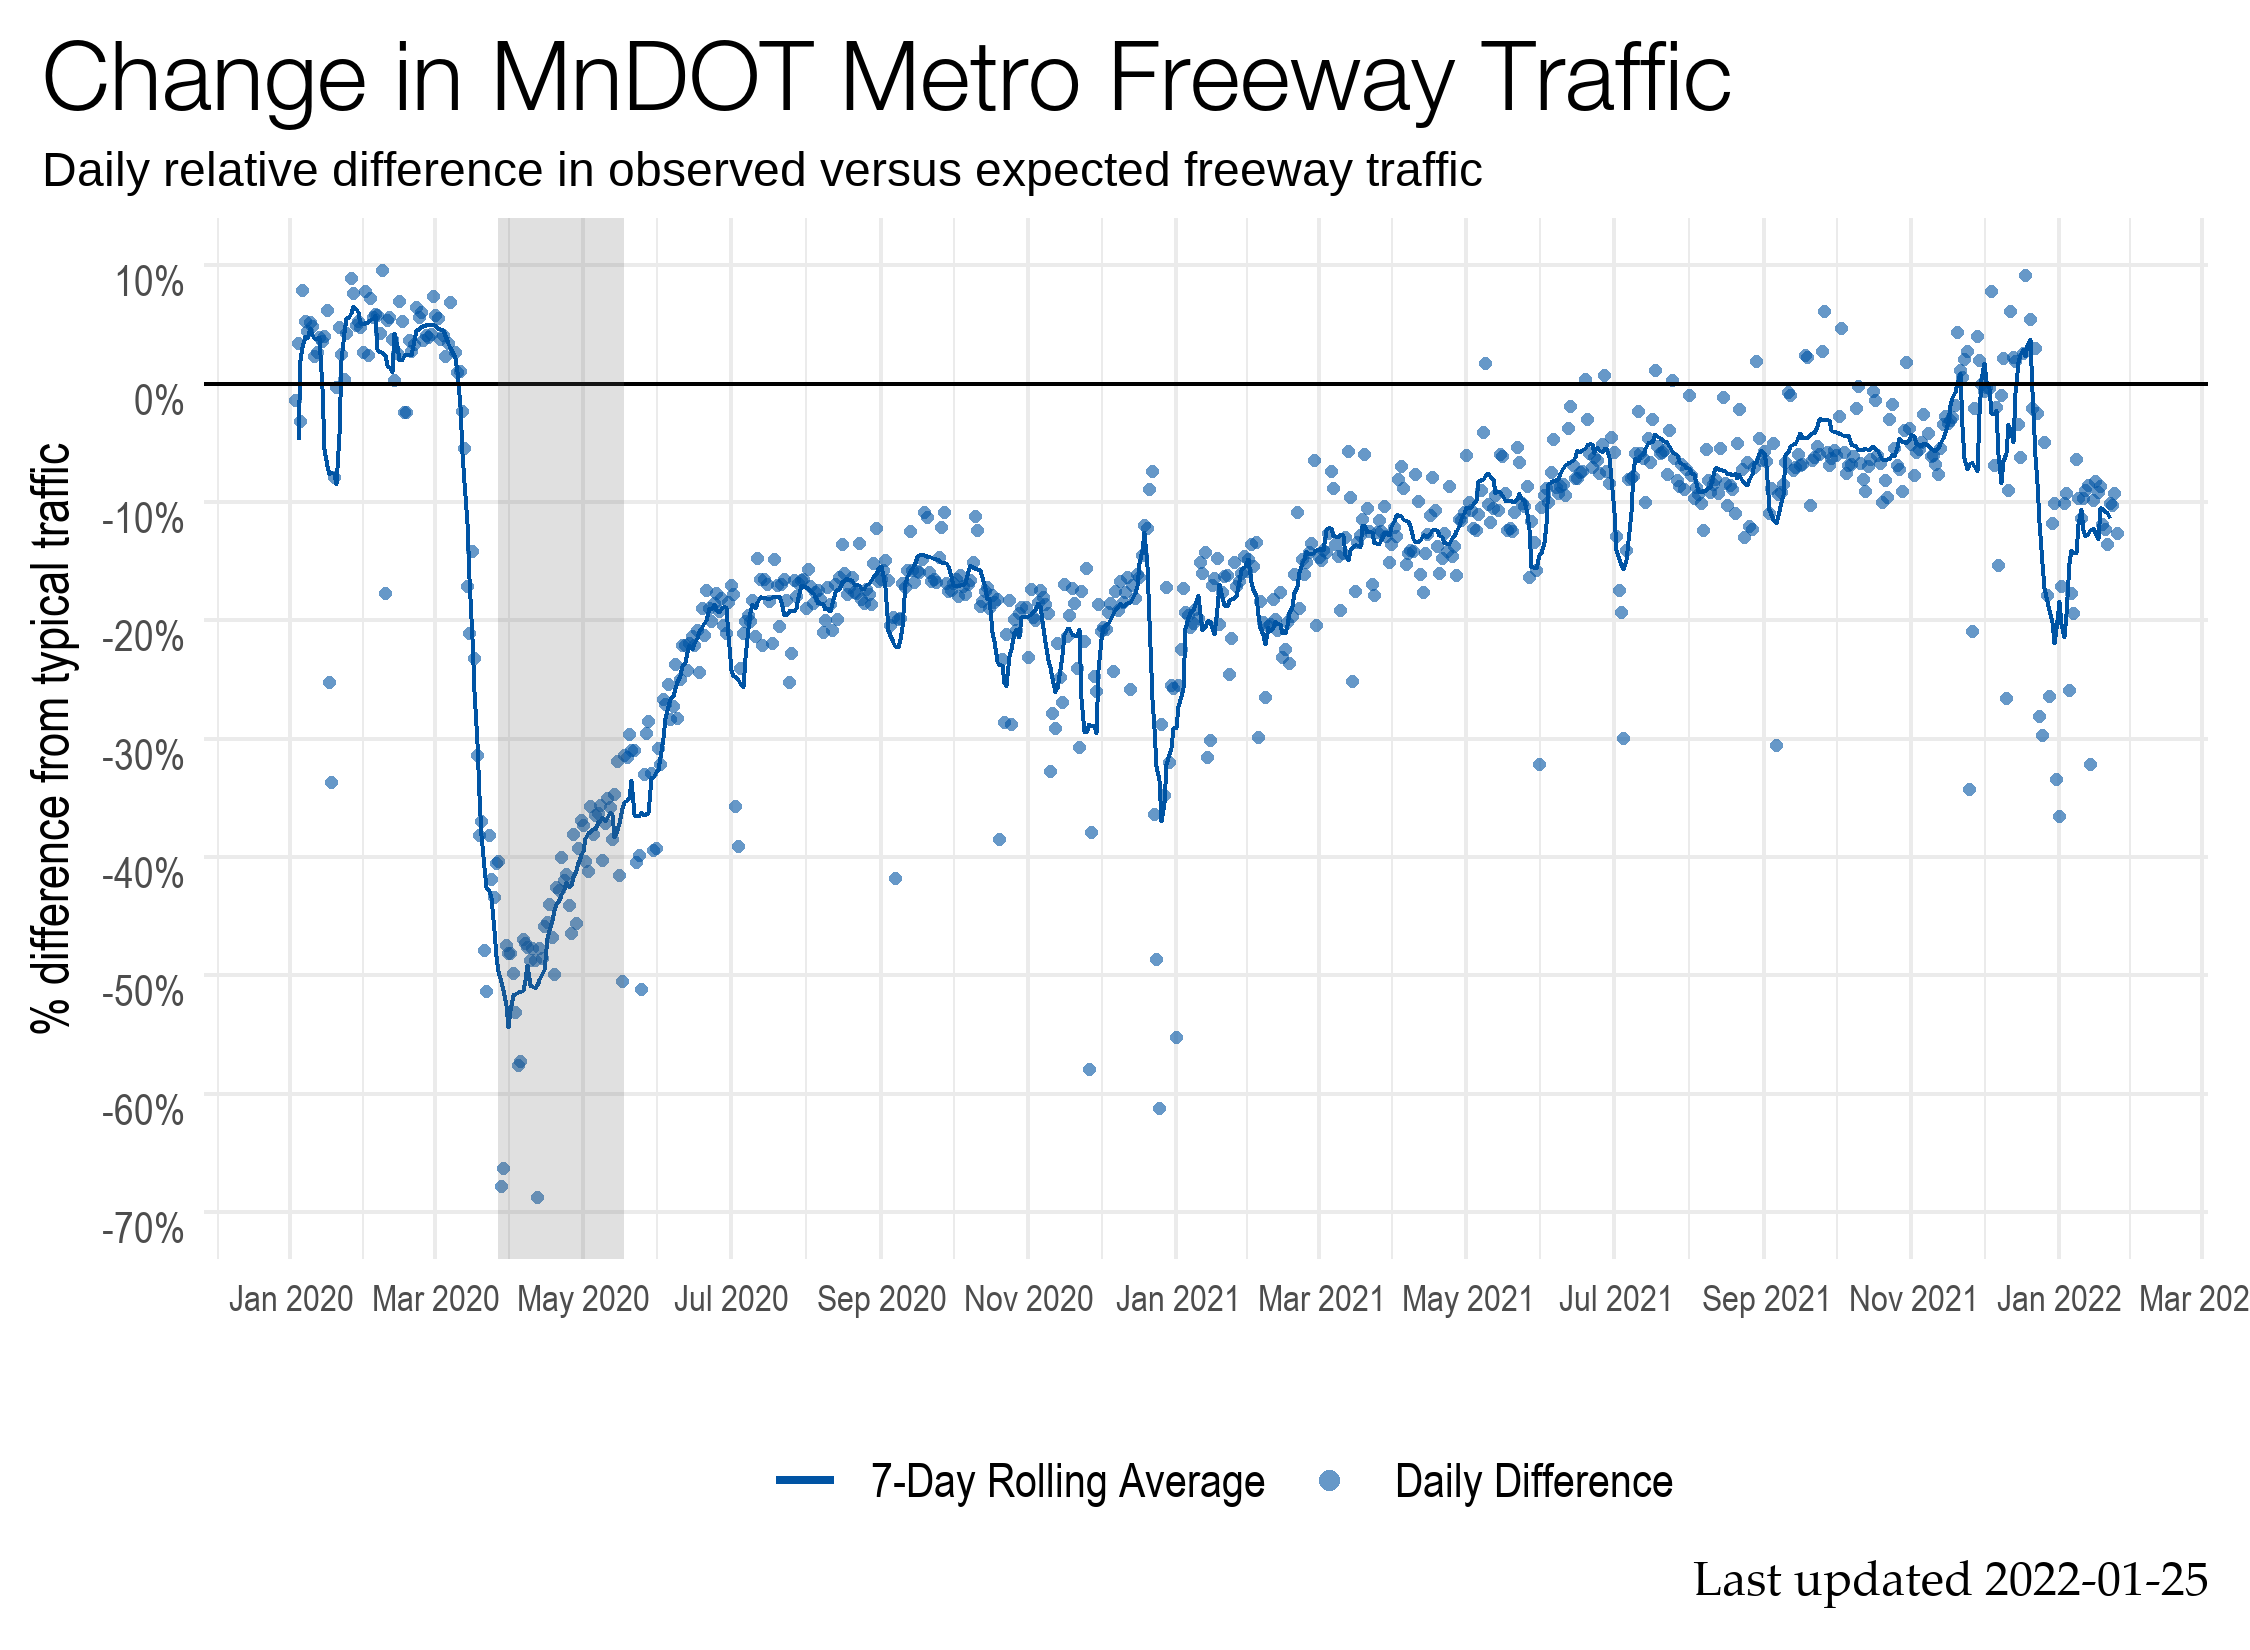 Change in MnDOT Metro Freeway Traffic
Daily relative difference in observed versus expected freeway traffic
% difference from typical traffic
10%
0%
-10%
-20%
-30%
-40%
-50%
-60%
-70%
Jan 2020 Mar 2020 May 2020 Jul 2020 Sep 2020 Nov 2020 Jan 2021 Mar 2021 May 2021 Jul 2021 Sep 2021 Nov 2021 Jan 2022 Mar 202
7-Day Rolling Average Daily Difference
Last updated 2022-01-25